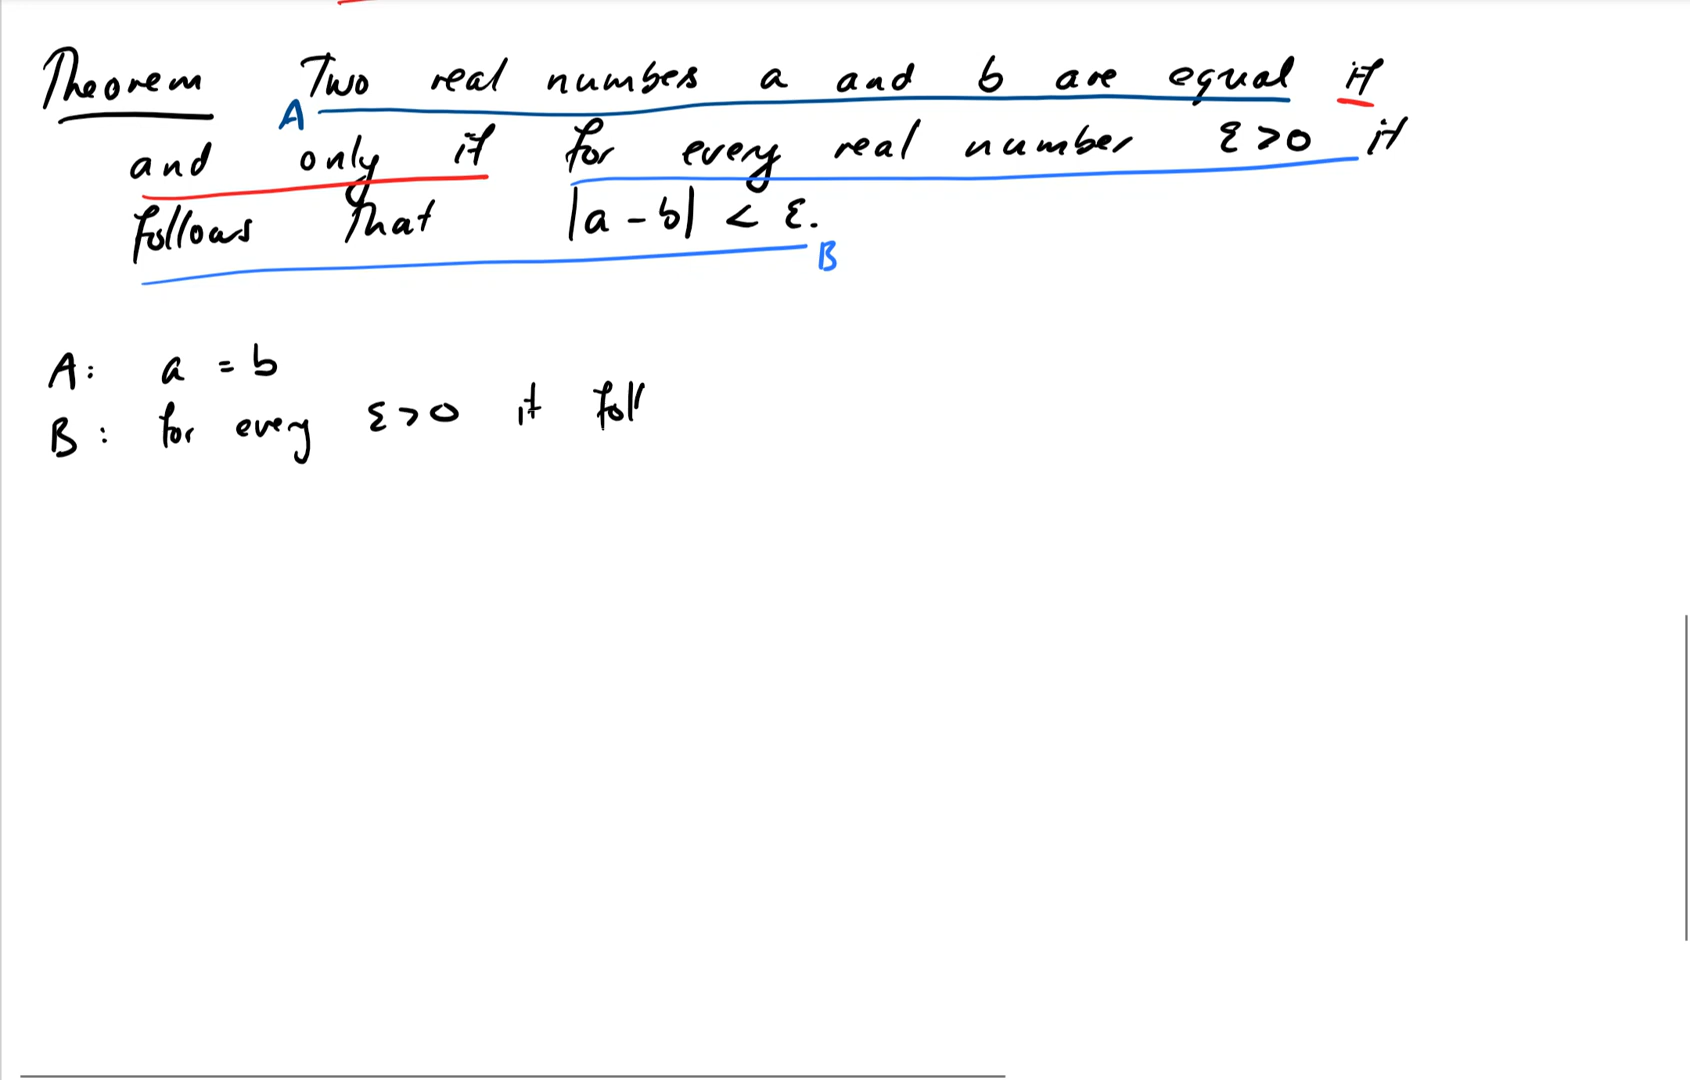 Theorem Two real numbers a and b are equal if
A
and only if for every real number ε>0 it
follows that |a - b| < ε.
B
A: a = b
B: for every ε>0 it foll